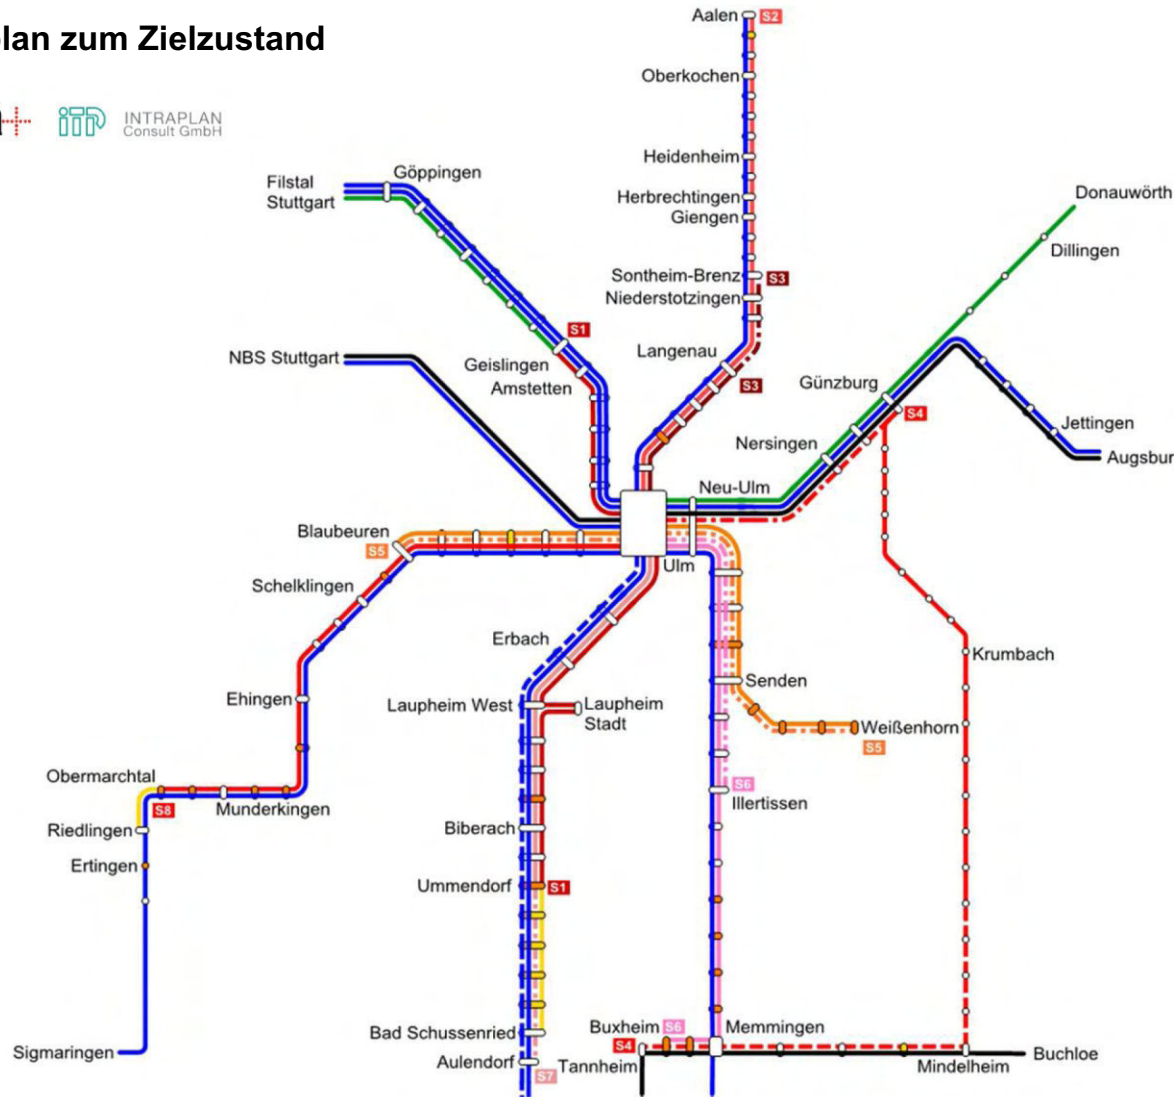 lan zum Zielzustand
INTRAPLAN
Consult GmbH
Aalen
S2
Oberkochen
Heidenheim
Herbrechtingen
Giengen
Sontheim-Brenz
S3
Niederstotzingen
Langenau
S3
Filstal
Stuttgart
Göppingen
S1
Geislingen
Amstetten
NBS Stuttgart
Donauwörth
Dillingen
Günzburg
S4
Nersingen
Jettingen
Augsbur
Neu-Ulm
Ulm
Blaubeuren
S5
Schelklingen
Ehingen
Obermarchtal
S8
Munderkingen
Riedlingen
Ertingen
Sigmaringen
Erbach
Laupheim West
Laupheim
Stadt
Biberach
Ummendorf
S1
Bad Schussenried
Aulendorf
S7
Senden
Weißenhorn
S5
S6
Illertissen
Krumbach
Buxheim
S6
Memmingen
S4
Tannheim
Mindelheim
Buchloe